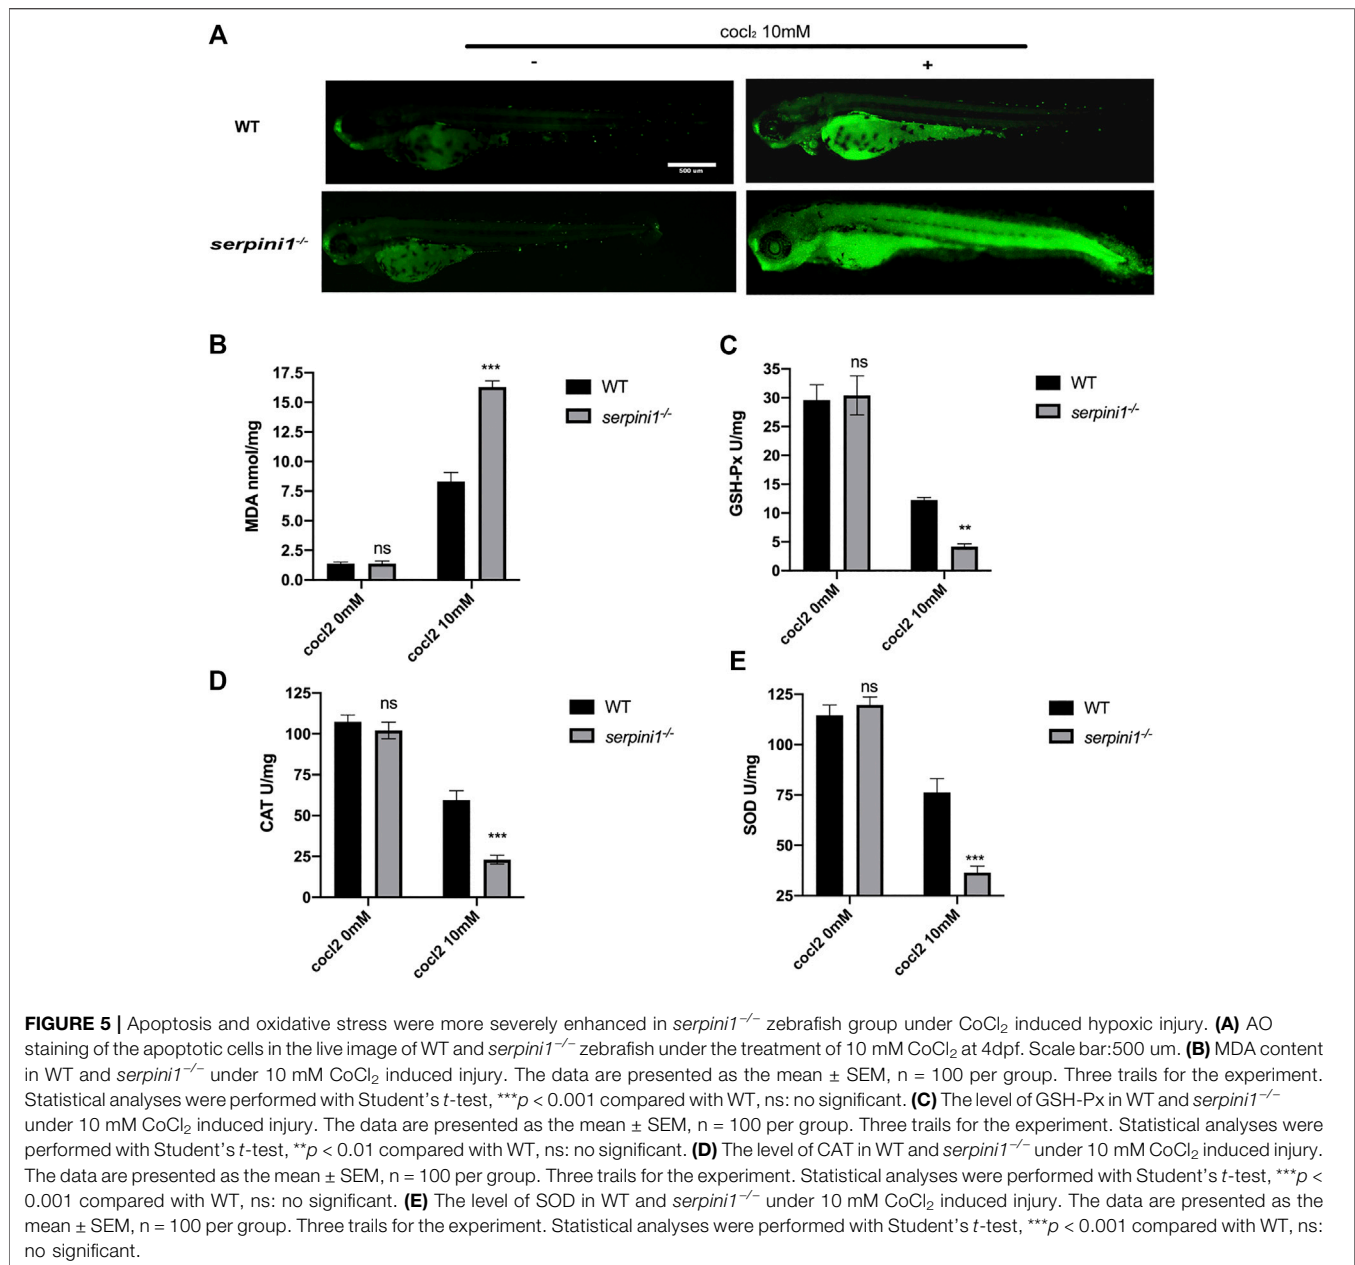 A
cocl₂ 10mM
-
+
WT
500 um
serpini1⁻/⁻
B
MDA nmol/mg
17.5
15.0
12.5
10.0
7.5
5.0
2.5
0.0
ns
***
cocl2 0mM
cocl2 10mM
WT
serpini1⁻/⁻
C
GSH-Px U/mg
35
30
25
20
15
10
5
0
ns
**
cocl2 0mM
cocl2 10mM
WT
serpini1⁻/⁻
D
CAT U/mg
125
100
75
50
25
0
ns
***
cocl2 0mM
cocl2 10mM
WT
serpini1⁻/⁻
E
SOD U/mg
125
100
75
50
25
ns
***
cocl2 0mM
cocl2 10mM
WT
serpini1⁻/⁻
FIGURE 5 | Apoptosis and oxidative stress were more severely enhanced in serpini1⁻/⁻ zebrafish group under CoCl₂ induced hypoxic injury. (A) AO
staining of the apoptotic cells in the live image of WT and serpini1⁻/⁻ zebrafish under the treatment of 10 mM CoCl₂ at 4dpf. Scale bar:500 um. (B) MDA content
in WT and serpini1⁻/⁻ under 10 mM CoCl₂ induced injury. The data are presented as the mean ± SEM, n = 100 per group. Three trails for the experiment.
Statistical analyses were performed with Student's t-test, ***p < 0.001 compared with WT, ns: no significant. (C) The level of GSH-Px in WT and serpini1⁻/⁻
under 10 mM CoCl₂ induced injury. The data are presented as the mean ± SEM, n = 100 per group. Three trails for the experiment. Statistical analyses were
performed with Student's t-test, **p < 0.01 compared with WT, ns: no significant. (D) The level of CAT in WT and serpini1⁻/⁻ under 10 mM CoCl₂ induced injury.
The data are presented as the mean ± SEM, n = 100 per group. Three trails for the experiment. Statistical analyses were performed with Student's t-test, ***p <
0.001 compared with WT, ns: no significant. (E) The level of SOD in WT and serpini1⁻/⁻ under 10 mM CoCl₂ induced injury. The data are presented as the
mean ± SEM, n = 100 per group. Three trails for the experiment. Statistical analyses were performed with Student's t-test, ***p < 0.001 compared with WT, ns:
no significant.